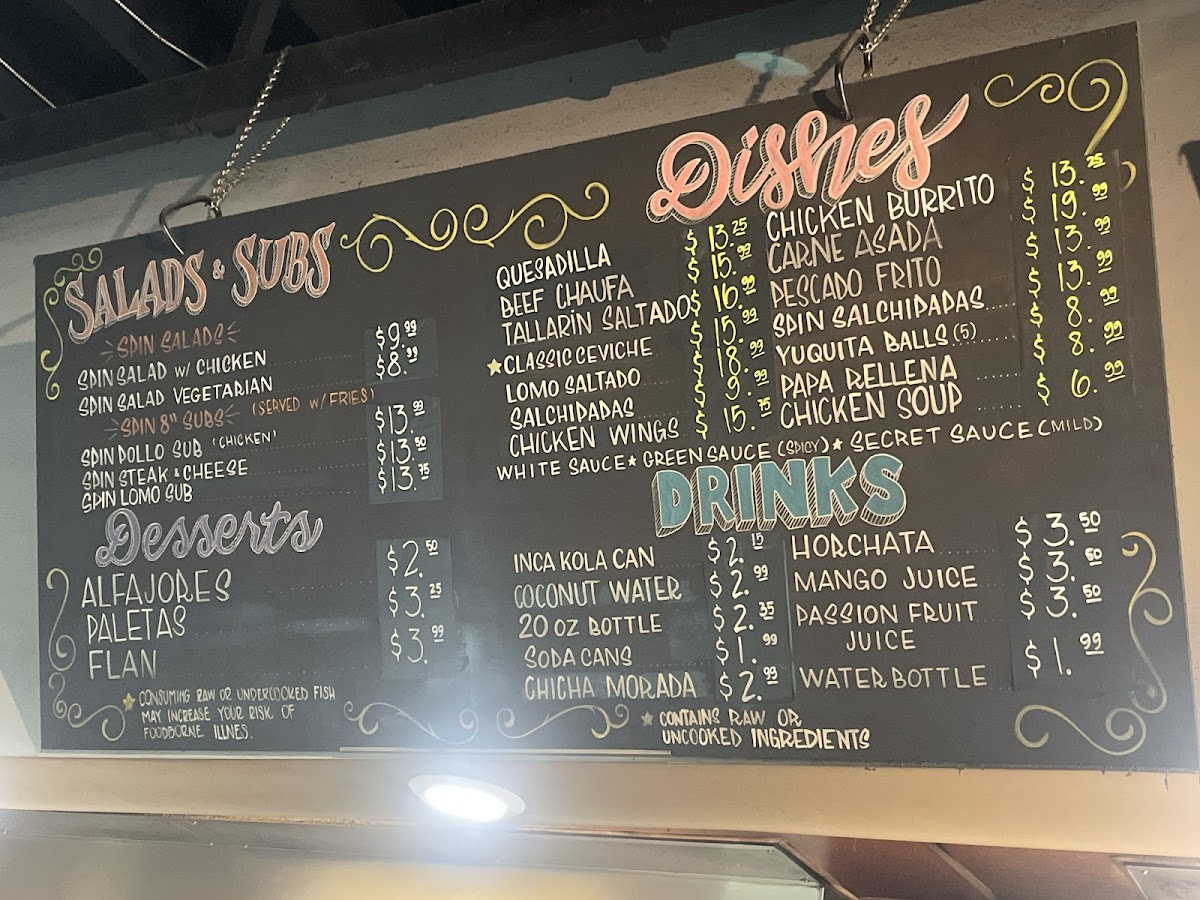 SALADS & SUBS
SPIN SALADS
SPIN SALAD W/ CHICKEN $9.99
SPIN SALAD VEGETARIAN $8.99
SPIN 8" SUBS (SERVED W/ FRIES)
SPIN POLLO SUB "CHICKEN" $13.99
SPIN STEAK & CHEESE $13.50
SPIN LOMO SUB $13.75
Desserts
ALFAJORES $2.50
PALETAS $3.25
FLAN $3.99
★ CONSUMING RAW OR UNDERCOOKED FISH
MAY INCREASE YOUR RISK OF
FOODBORNE ILLNES.
Dishes
QUESADILLA $13.25
BEEF CHAUFA $15.99
TALLARIN SALTADO $16.99
★ CLASSIC CEVICHE $15.99
LOMO SALTADO $18.99
SALCHIPAPAS $9.99
CHICKEN WINGS $15.75
CHICKEN BURRITO $13.25
CARNE ASADA $19.99
PESCADO FRITO $13.99
SPIN SALCHIPAPAS $13.99
YUQUITA BALLS (5) $8.99
PAPA RELLENA $8.99
CHICKEN SOUP $6.99
WHITE SAUCE ★ GREEN SAUCE (SPICY) ★ SECRET SAUCE (MILD)
DRINKS
INCA KOLA CAN $2.15
COCONUT WATER $2.99
20 OZ BOTTLE $2.35
SODA CANS $1.99
CHICHA MORADA $2.99
HORCHATA $3.50
MANGO JUICE $3.50
PASSION FRUIT $3.50
JUICE
WATER BOTTLE $1.99
★ CONTAINS RAW OR
UNCOOKED INGREDIENTS